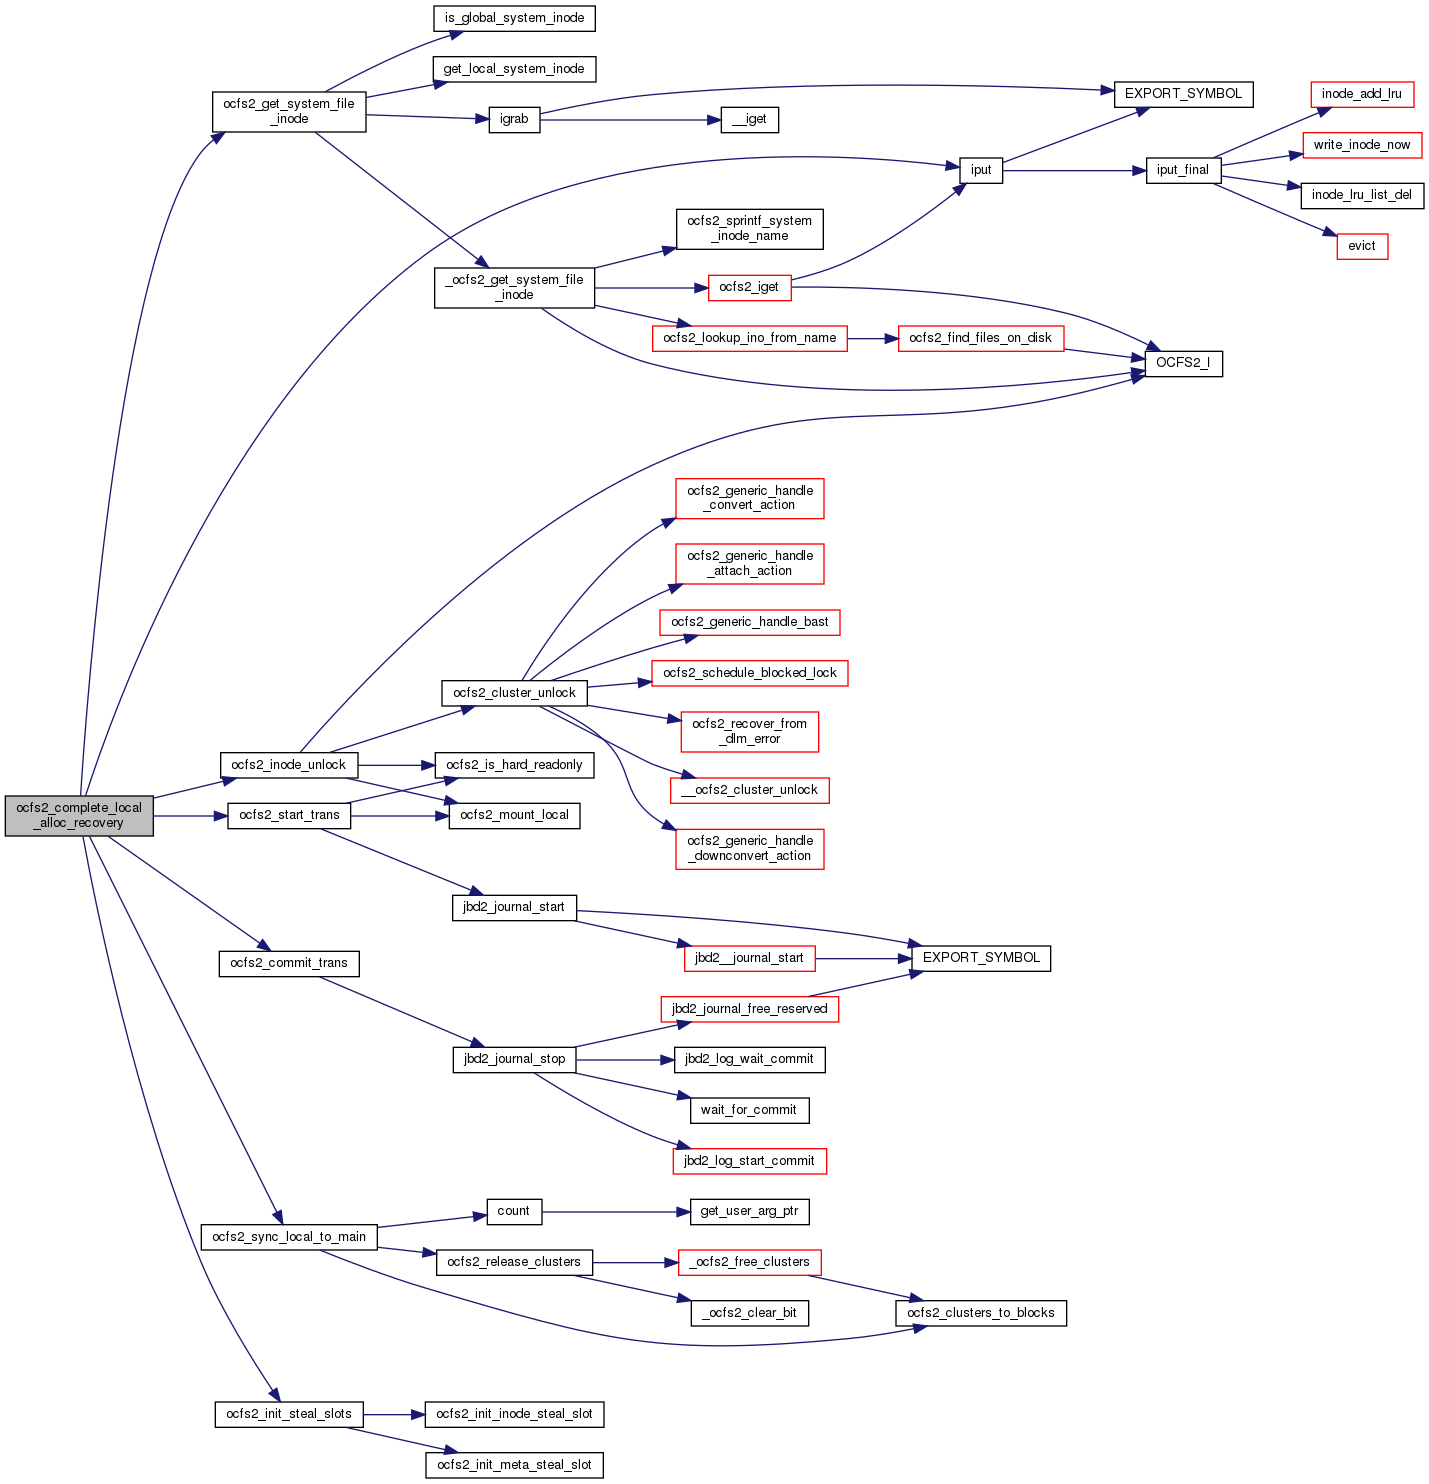 is_global_system_inode
get_local_system_inode
ocfs2_get_system_file
_inode
igrab
__iget
EXPORT_SYMBOL
inode_add_lru
write_inode_now
iput
iput_final
inode_lru_list_del
evict
ocfs2_sprintf_system
_inode_name
_ocfs2_get_system_file
_inode
ocfs2_iget
ocfs2_lookup_ino_from_name
ocfs2_find_files_on_disk
OCFS2_I
ocfs2_generic_handle
_convert_action
ocfs2_generic_handle
_attach_action
ocfs2_generic_handle_bast
ocfs2_schedule_blocked_lock
ocfs2_cluster_unlock
ocfs2_recover_from
_dlm_error
ocfs2_inode_unlock
ocfs2_is_hard_readonly
__ocfs2_cluster_unlock
ocfs2_complete_local
_alloc_recovery
ocfs2_start_trans
ocfs2_mount_local
ocfs2_generic_handle
_downconvert_action
jbd2_journal_start
ocfs2_commit_trans
jbd2__journal_start
EXPORT_SYMBOL
jbd2_journal_free_reserved
jbd2_journal_stop
jbd2_log_wait_commit
wait_for_commit
jbd2_log_start_commit
count
get_user_arg_ptr
ocfs2_sync_local_to_main
ocfs2_release_clusters
_ocfs2_free_clusters
_ocfs2_clear_bit
ocfs2_clusters_to_blocks
ocfs2_init_steal_slots
ocfs2_init_inode_steal_slot
ocfs2_init_meta_steal_slot